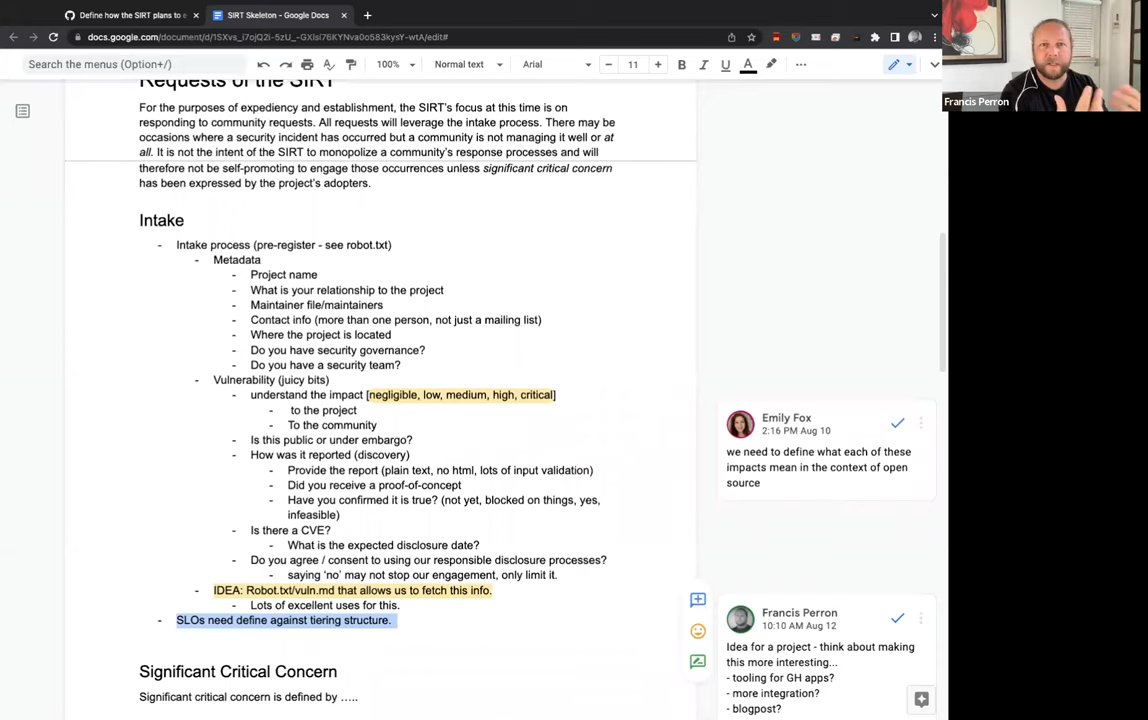 Define how the SIRT plans to e
SIRT Skeleton - Google Docs
docs.google.com/document/d/1SXvs_i7ojQ2i-5zU_-GXlsI76KYNva0o583kysY-wtA/edit#
Search the menus (Option+/)
100%
Normal text
Arial
11
B I U A
Francis Perron
Requests of the SIRT
For the purposes of expediency and establishment, the SIRT's focus at this time is on
responding to community requests. All requests will leverage the intake process. There may be
occasions where a security incident has occurred but a community is not managing it well or at
all. It is not the intent of the SIRT to monopolize a community's response processes and will
therefore not be self-promoting to engage those occurrences unless significant critical concern
has been expressed by the project's adopters.
Intake
- Intake process (pre-register - see robot.txt)
- Metadata
- Project name
- What is your relationship to the project
- Maintainer file/maintainers
- Contact info (more than one person, not just a mailing list)
- Where the project is located
- Do you have security governance?
- Do you have a security team?
- Vulnerability (juicy bits)
- understand the impact [negligible, low, medium, high, critical]
- to the project
- To the community
- Is this public or under embargo?
- How was it reported (discovery)
- Provide the report (plain text, no html, lots of input validation)
- Did you receive a proof-of-concept
- Have you confirmed it is true? (not yet, blocked on things, yes,
infeasible)
- Is there a CVE?
- What is the expected disclosure date?
- Do you agree / consent to using our responsible disclosure processes?
- saying 'no' may not stop our engagement, only limit it.
- IDEA: Robot.txt/vuln.md that allows us to fetch this info.
- Lots of excellent uses for this.
- SLOs need define against tiering structure.
Significant Critical Concern
Significant critical concern is defined by …..
Emily Fox
2:16 PM Aug 10
we need to define what each of these
impacts mean in the context of open
source
Francis Perron
10:10 AM Aug 12
Idea for a project - think about making
this more interesting...
- tooling for GH apps?
- more integration?
- blogpost?